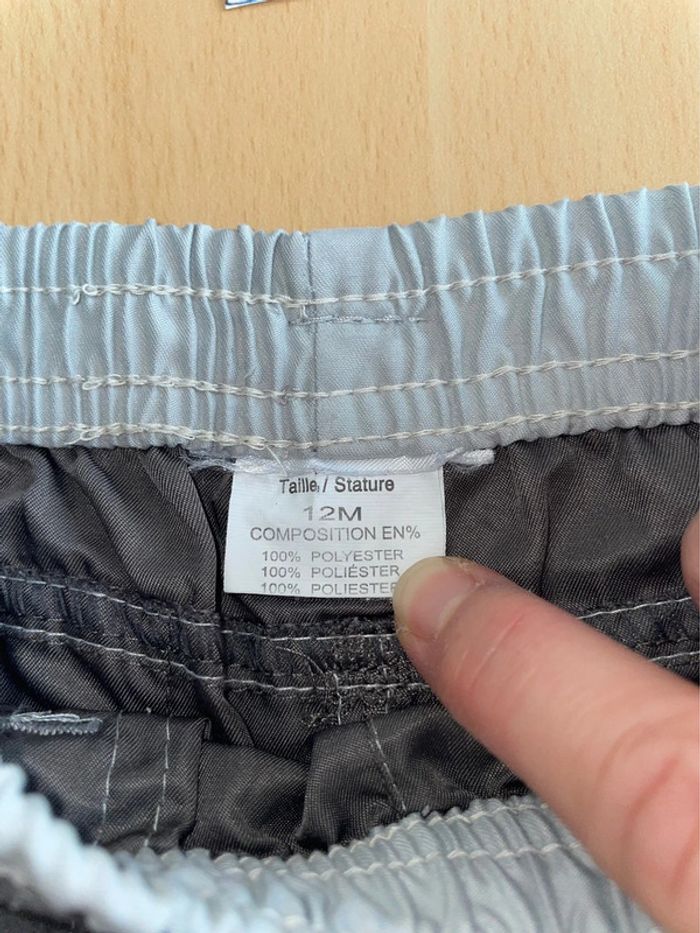 Taille / Stature
12M
COMPOSITION EN%
100% POLYESTER
100% POLIÉSTER
100% POLIESTER